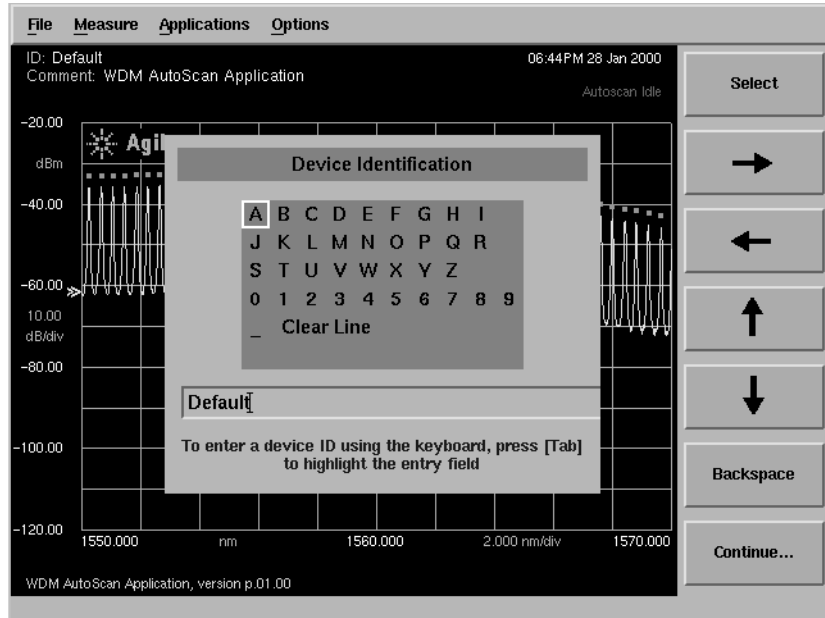 File Measure Applications Options
ID: Default
06:44PM 28 Jan 2000
Comment: WDM AutoScan Application
Autoscan Idle
-20.00
dBm
-40.00
-60.00
10.00
dB/div
-80.00
-100.00
-120.00
1550.000 nm 1560.000 2.000 nm/div 1570.000
WDM AutoScan Application, version p.01.00
Device Identification
A B C D E F G H I
J K L M N O P Q R
S T U V W X Y Z
0 1 2 3 4 5 6 7 8 9
_ Clear Line
Default
To enter a device ID using the keyboard, press [Tab]
to highlight the entry field
Select
Backspace
Continue...